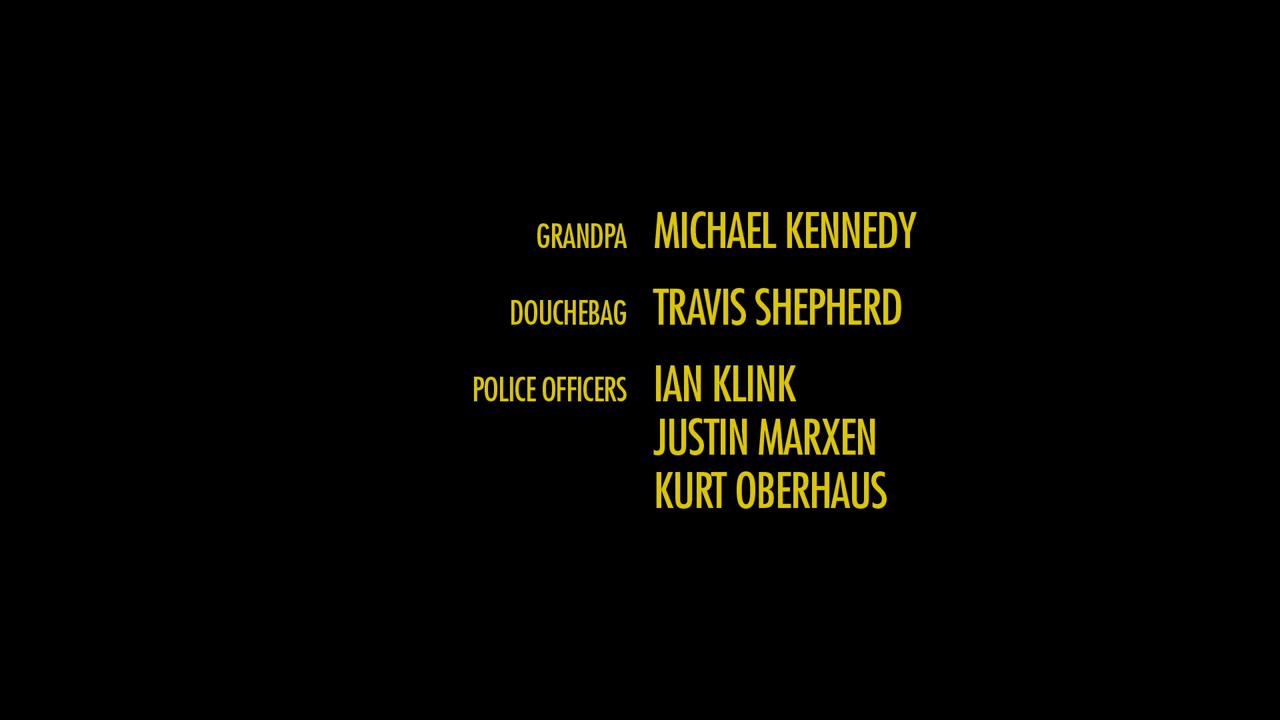 GRANDPA MICHAEL KENNEDY
DOUCHEBAG TRAVIS SHEPHERD
POLICE OFFICERS IAN KLINK
JUSTIN MARXEN
KURT OBERHAUS